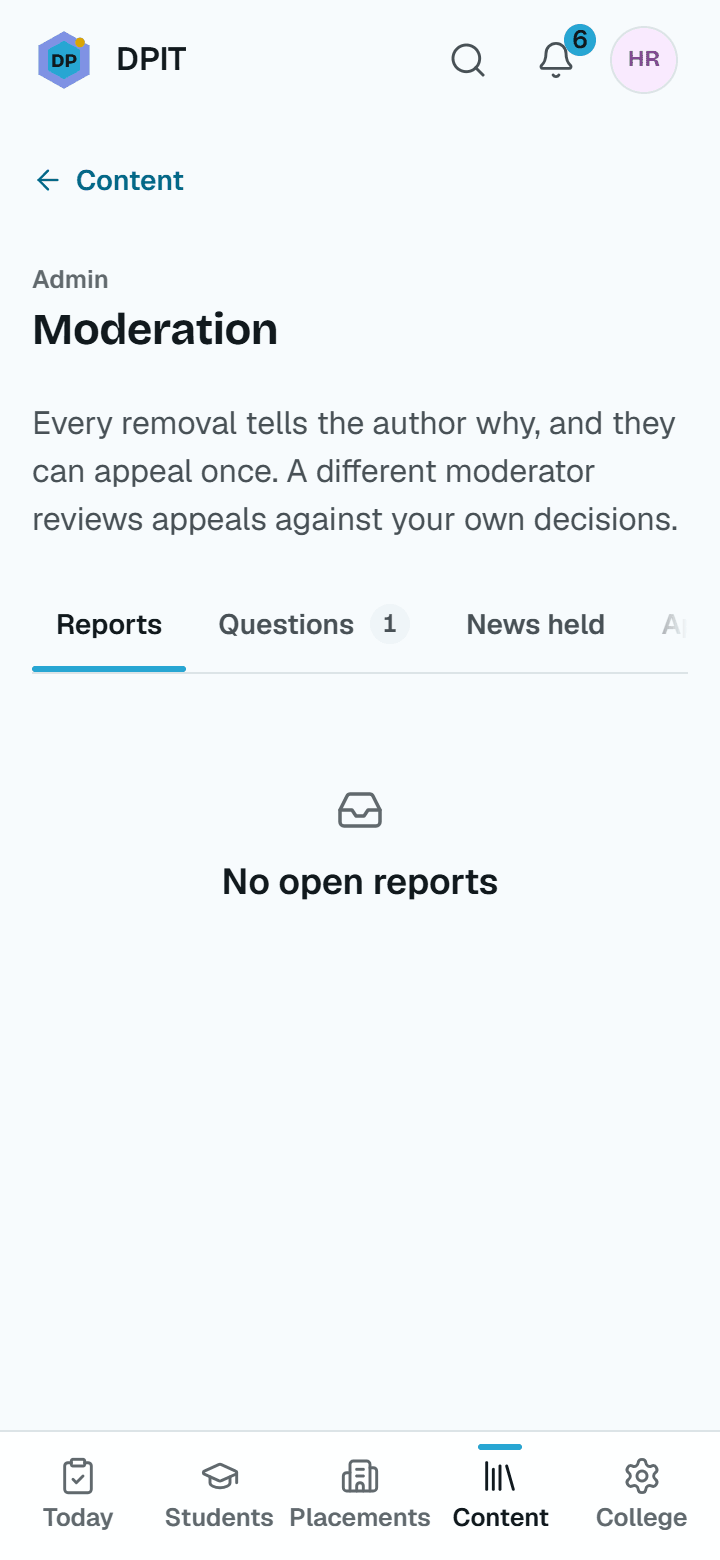 DP
DPIT
6
HR
Content
Admin
Moderation
Every removal tells the author why, and they
can appeal once. A different moderator
reviews appeals against your own decisions.
Reports
Questions 1
News held
No open reports
Today
Students
Placements
Content
College